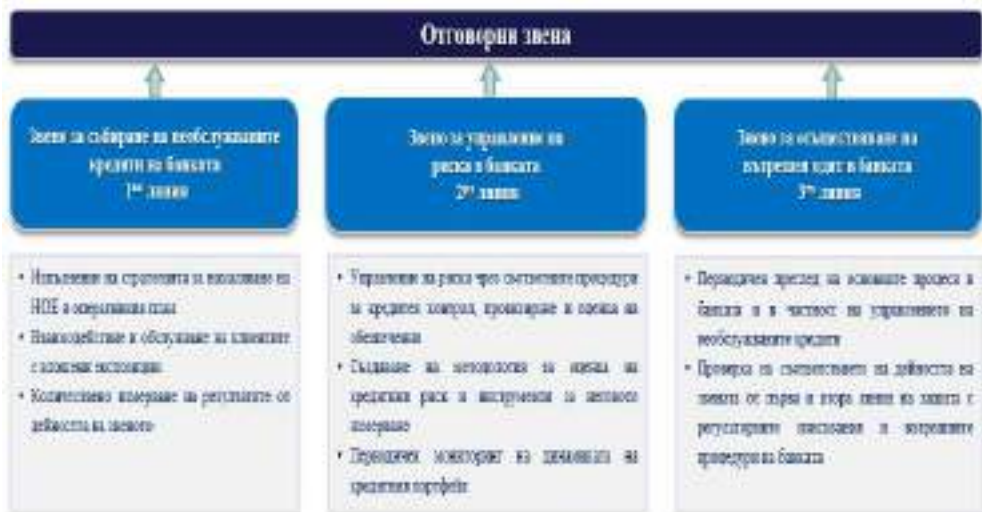 Отговорни звена
Звено за събиране на необслужваните
кредити на банката
1ва линия
Звено за управление на
риска в банката
2ра линия
Звено за осъществяване на
вътрешен одит в банката
3та линия
• Изпълнение на стратегията за намаляване на
НОЕ в оперативен план
• Взаимодействие и обслужване на клиентите
с влошени експозиции
• Количествено измерване на резултатите от
дейността на звеното
• Управление на риска чрез съответните процедури
за кредитен контрол, провизиране и оценка на
обезпечения
• Създаване на методология за оценка на
кредитния риск и инструменти за неговото
измерване
• Периодичен мониторинг на динамиката на
кредитния портфейл
• Периодичен преглед на основните процеси в
банката и в частност на управлението на
необслужваните кредити
• Проверка на съответствието на дейността на
звената от първа и втора линия на защита с
регулаторните изисквания и вътрешните
процедури на банката